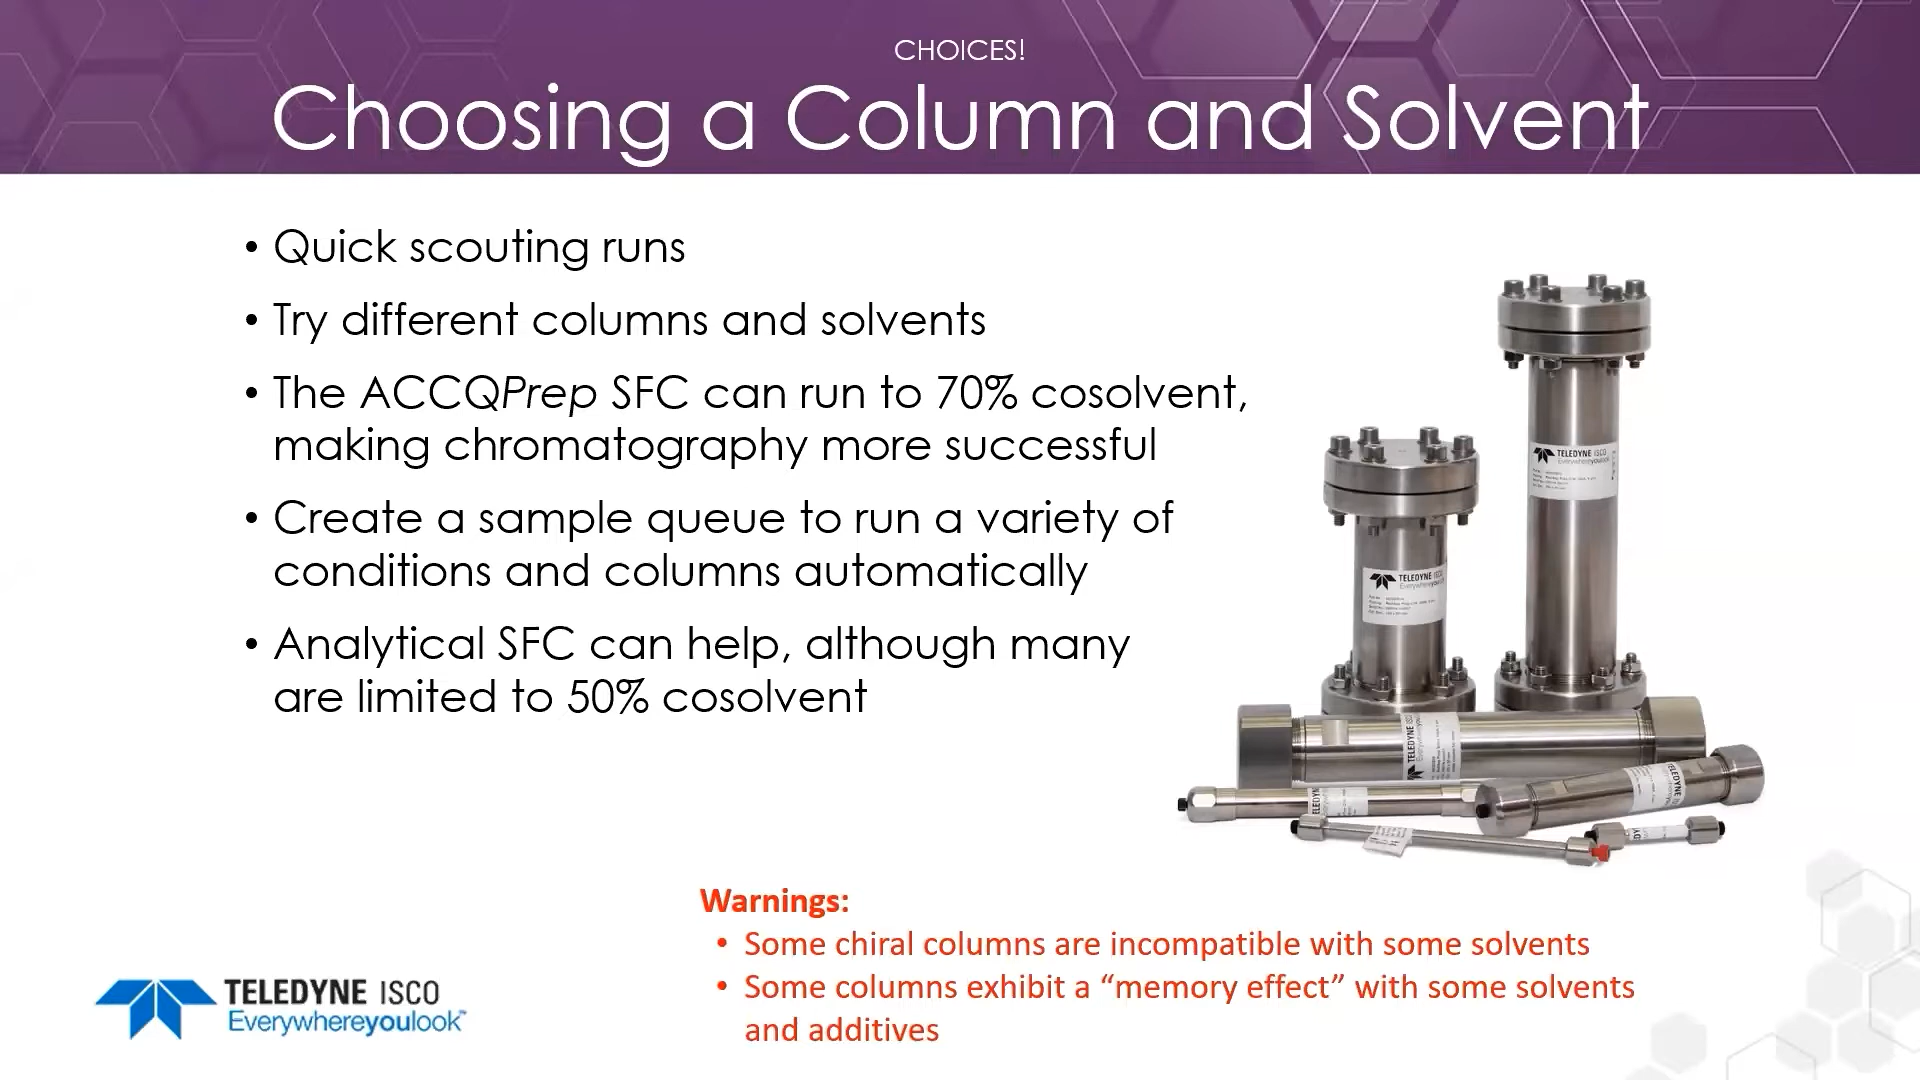 CHOICES!
Choosing a Column and Solvent
• Quick scouting runs
• Try different columns and solvents
• The ACCQPrep SFC can run to 70% cosolvent,
making chromatography more successful
• Create a sample queue to run a variety of
conditions and columns automatically
• Analytical SFC can help, although many
are limited to 50% cosolvent
TELEDYNE ISCO
Everywhereyoulook
TELEDYNE ISCO
Everywhereyoulook
TELEDYNE ISCO
Warnings:
• Some chiral columns are incompatible with some solvents
• Some columns exhibit a “memory effect” with some solvents
and additives
TELEDYNE ISCO
Everywhereyoulook™